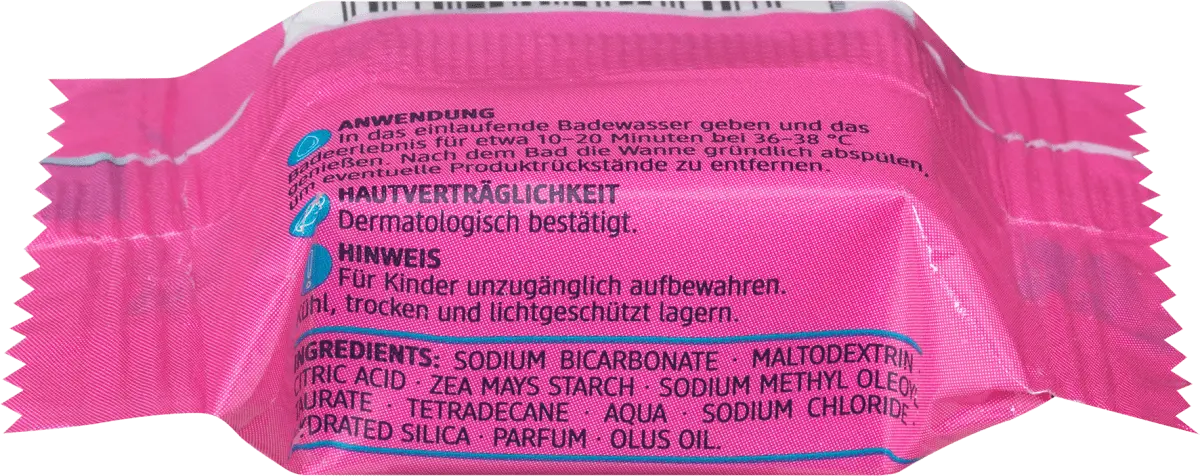 ANWENDUNG
In das einlaufende Badewasser geben und das
Badeerlebnis für etwa 10–20 Minuten bei 36–38 °C
genießen. Nach dem Bad die Wanne gründlich abspülen,
um eventuelle Produktrückstände zu entfernen.
HAUTVERTRÄGLICHKEIT
Dermatologisch bestätigt.
HINWEIS
Für Kinder unzugänglich aufbewahren.
Kühl, trocken und lichtgeschützt lagern.
INGREDIENTS: SODIUM BICARBONATE · MALTODEXTRIN ·
CITRIC ACID · ZEA MAYS STARCH · SODIUM METHYL OLEOYL
TAURATE · TETRADECANE · AQUA · SODIUM CHLORIDE ·
HYDRATED SILICA · PARFUM · OLUS OIL.